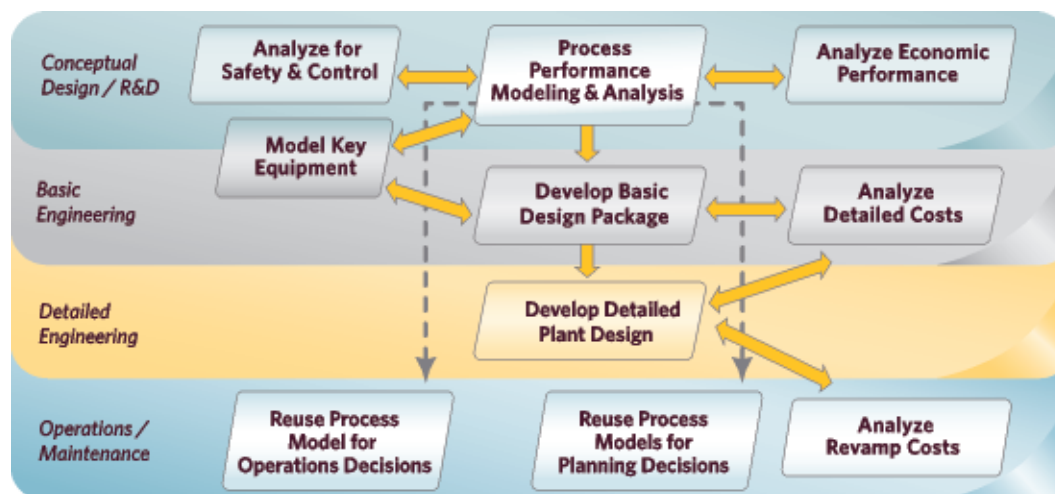 Conceptual
Design / R&D
Analyze for
Safety & Control
Process
Performance
Modeling & Analysis
Analyze Economic
Performance
Model Key
Equipment
Basic
Engineering
Develop Basic
Design Package
Analyze
Detailed Costs
Detailed
Engineering
Develop Detailed
Plant Design
Operations /
Maintenance
Reuse Process
Model for
Operations Decisions
Reuse Process
Models for
Planning Decisions
Analyze
Revamp Costs